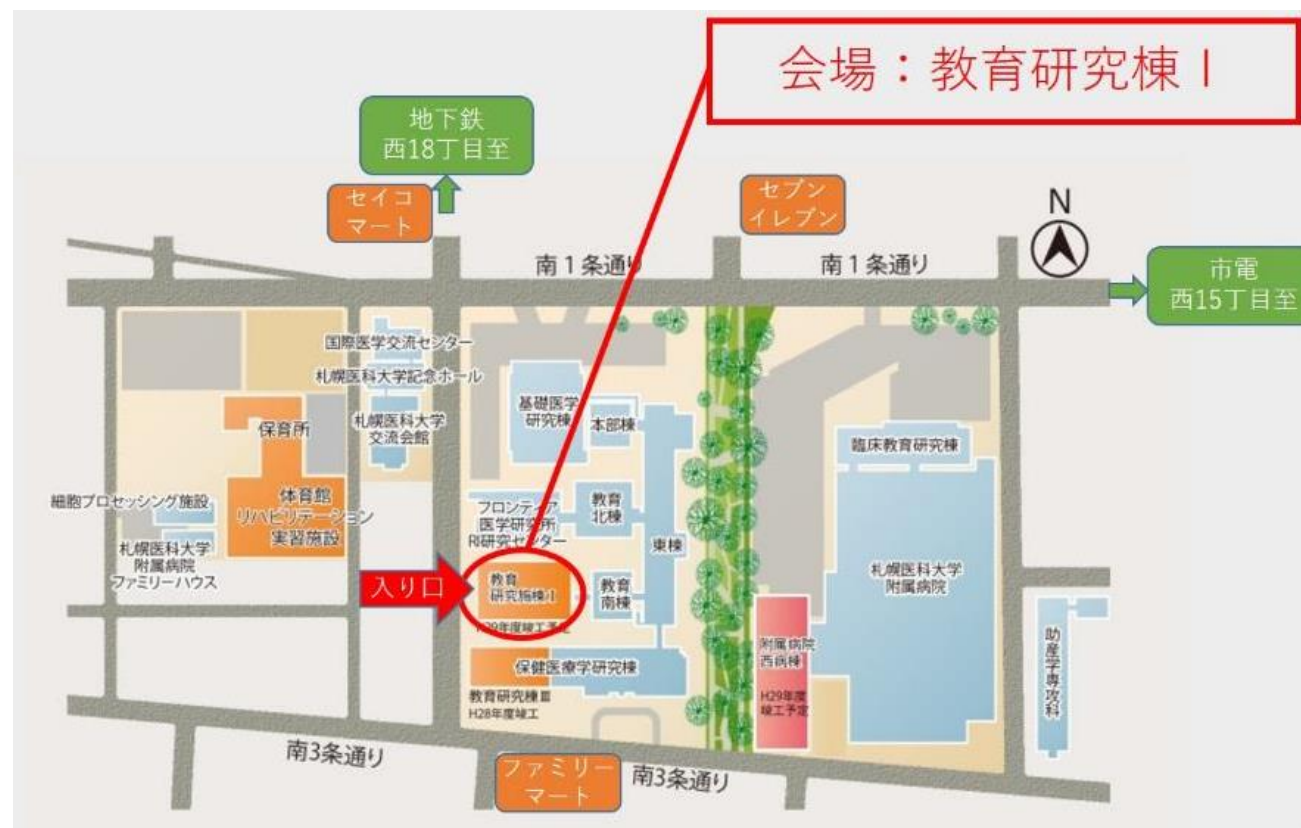 会場：教育研究棟Ⅰ
地下鉄
西18丁目至
セイコ
マート
セブン
イレブン
N
南1条通り
南1条通り
市電
西15丁目至
国際医学交流センター
札幌医科大学記念ホール
札幌医科大学
交流会館
基礎医学
研究棟
本部棟
保育所
臨床教育研究棟
細胞プロセッシング施設
体育館
リハビリテーション
実習施設
フロンティア
医学研究所
RI研究センター
教育
北棟
東棟
札幌医科大学
附属病院
ファミリーハウス
札幌医科大学
附属病院
入り口
教育
研究施棟Ⅰ
教育
南棟
H29年度竣工予定
保健医療学研究棟
附属病院
西病棟
H29年度
竣工予定
助産学専攻科
教育研究棟Ⅲ
H28年度竣工
南3条通り
ファミリー
マート
南3条通り